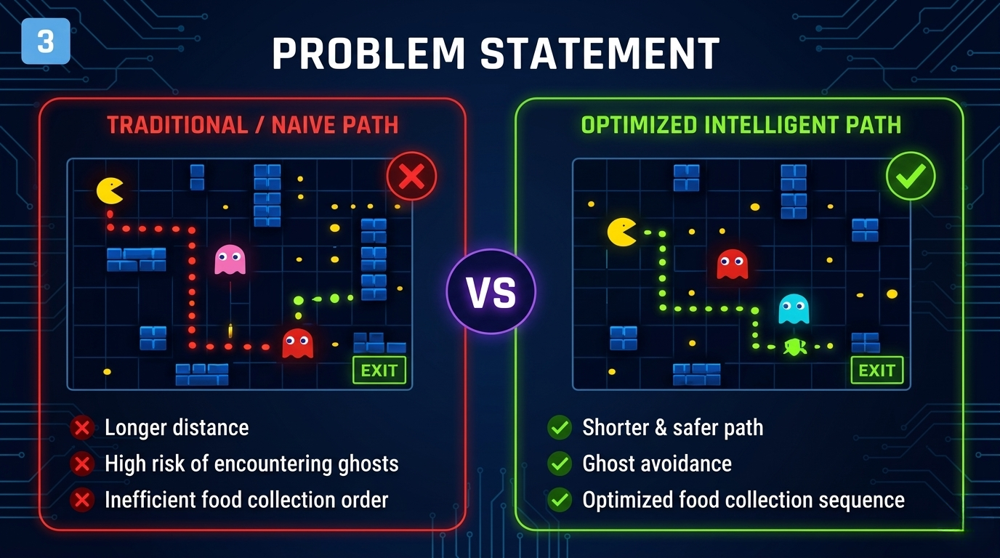 3
PROBLEM STATEMENT
TRADITIONAL / NAIVE PATH
EXIT
Longer distance
High risk of encountering ghosts
Inefficient food collection order
VS
OPTIMIZED INTELLIGENT PATH
EXIT
Shorter & safer path
Ghost avoidance
Optimized food collection sequence